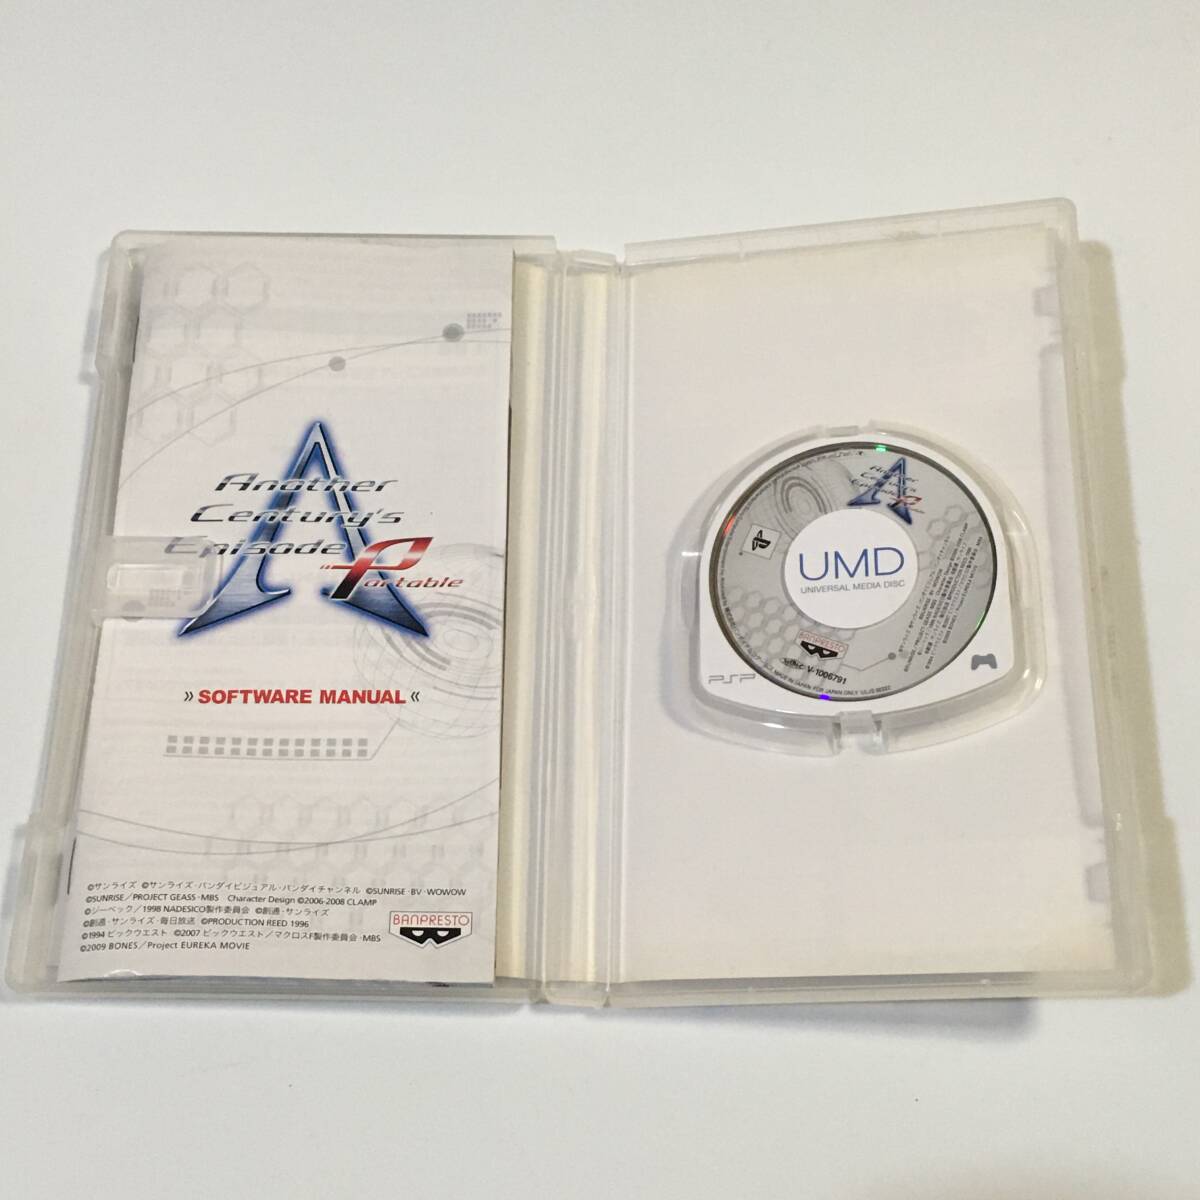 Another
Century's
Episode
Portable
» SOFTWARE MANUAL «
©サンライズ ©サンライズ・バンダイビジュアル・バンダイチャンネル ©SUNRISE・BV・WOWOW
©SUNRISE／PROJECT GEASS・MBS Character Design ©2006-2008 CLAMP
©ジーベック／1998 NADESICO製作委員会 ©創通・サンライズ
©創通・サンライズ・毎日放送 ©PRODUCTION REED 1996
©1994 ビックウエスト ©2007 ビックウエスト／マクロスF製作委員会・MBS
©2009 BONES／Project EUREKA MOVIE
BANPRESTO
Another
Century's
Episode
Portable
UMD
UNIVERSAL MEDIA DISC
BANPRESTO
V-1006791
MADE IN JAPAN FOR JAPAN ONLY
PSP